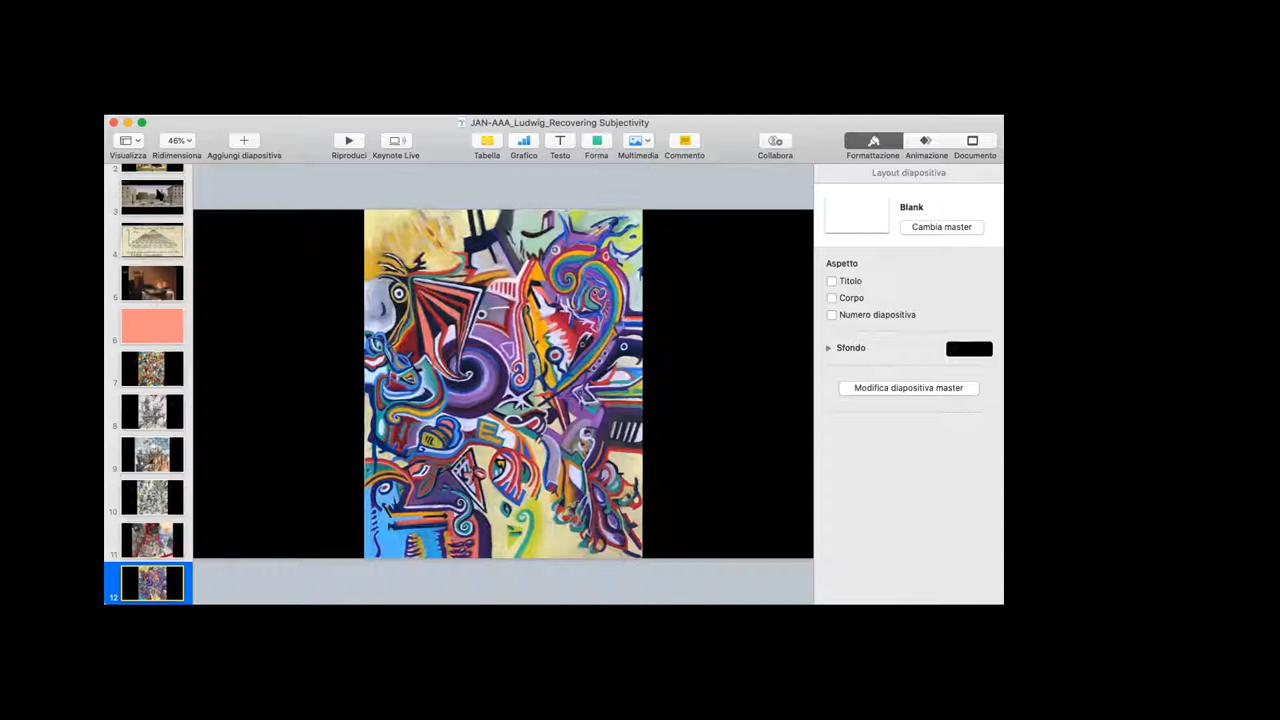 JAN-AAA_Ludwig_Recovering Subjectivity
46%
Visualizza Ridimensiona Aggiungi diapositiva Riproduci Keynote Live Tabella Grafico Testo Forma Multimedia Commento Collabora Formattazione Animazione Documento
Layout diapositiva
Blank
Cambia master
Aspetto
Titolo
Corpo
Numero diapositiva
Sfondo
Modifica diapositiva master
2
3
4
5
6
7
8
9
10
11
12